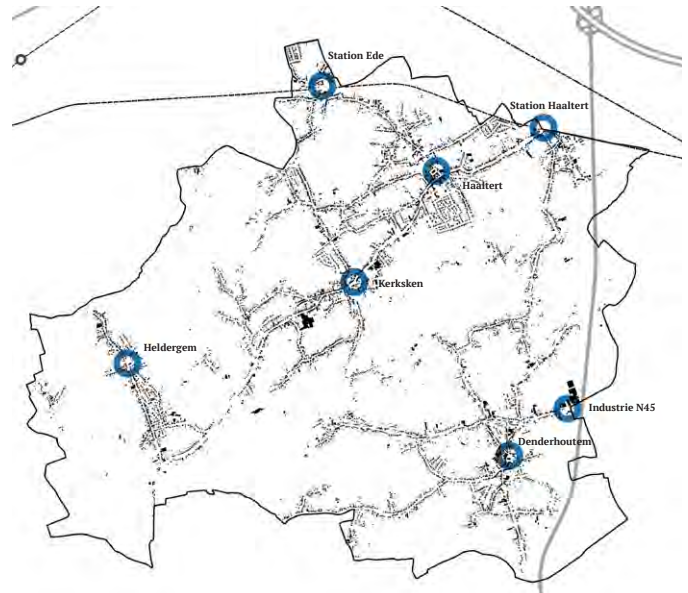 Station Ede
Station Haaltert
Haaltert
Kerksken
Heldergem
Industrie N45
Denderhoutem